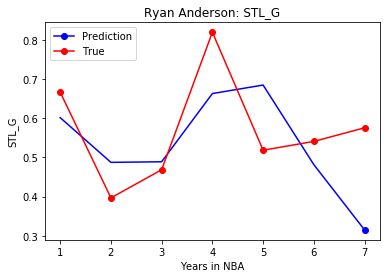 Ryan Anderson: STL_G
Prediction
True
0.8
0.7
0.6
0.5
0.4
0.3
STL_G
1 2 3 4 5 6 7
Years in NBA